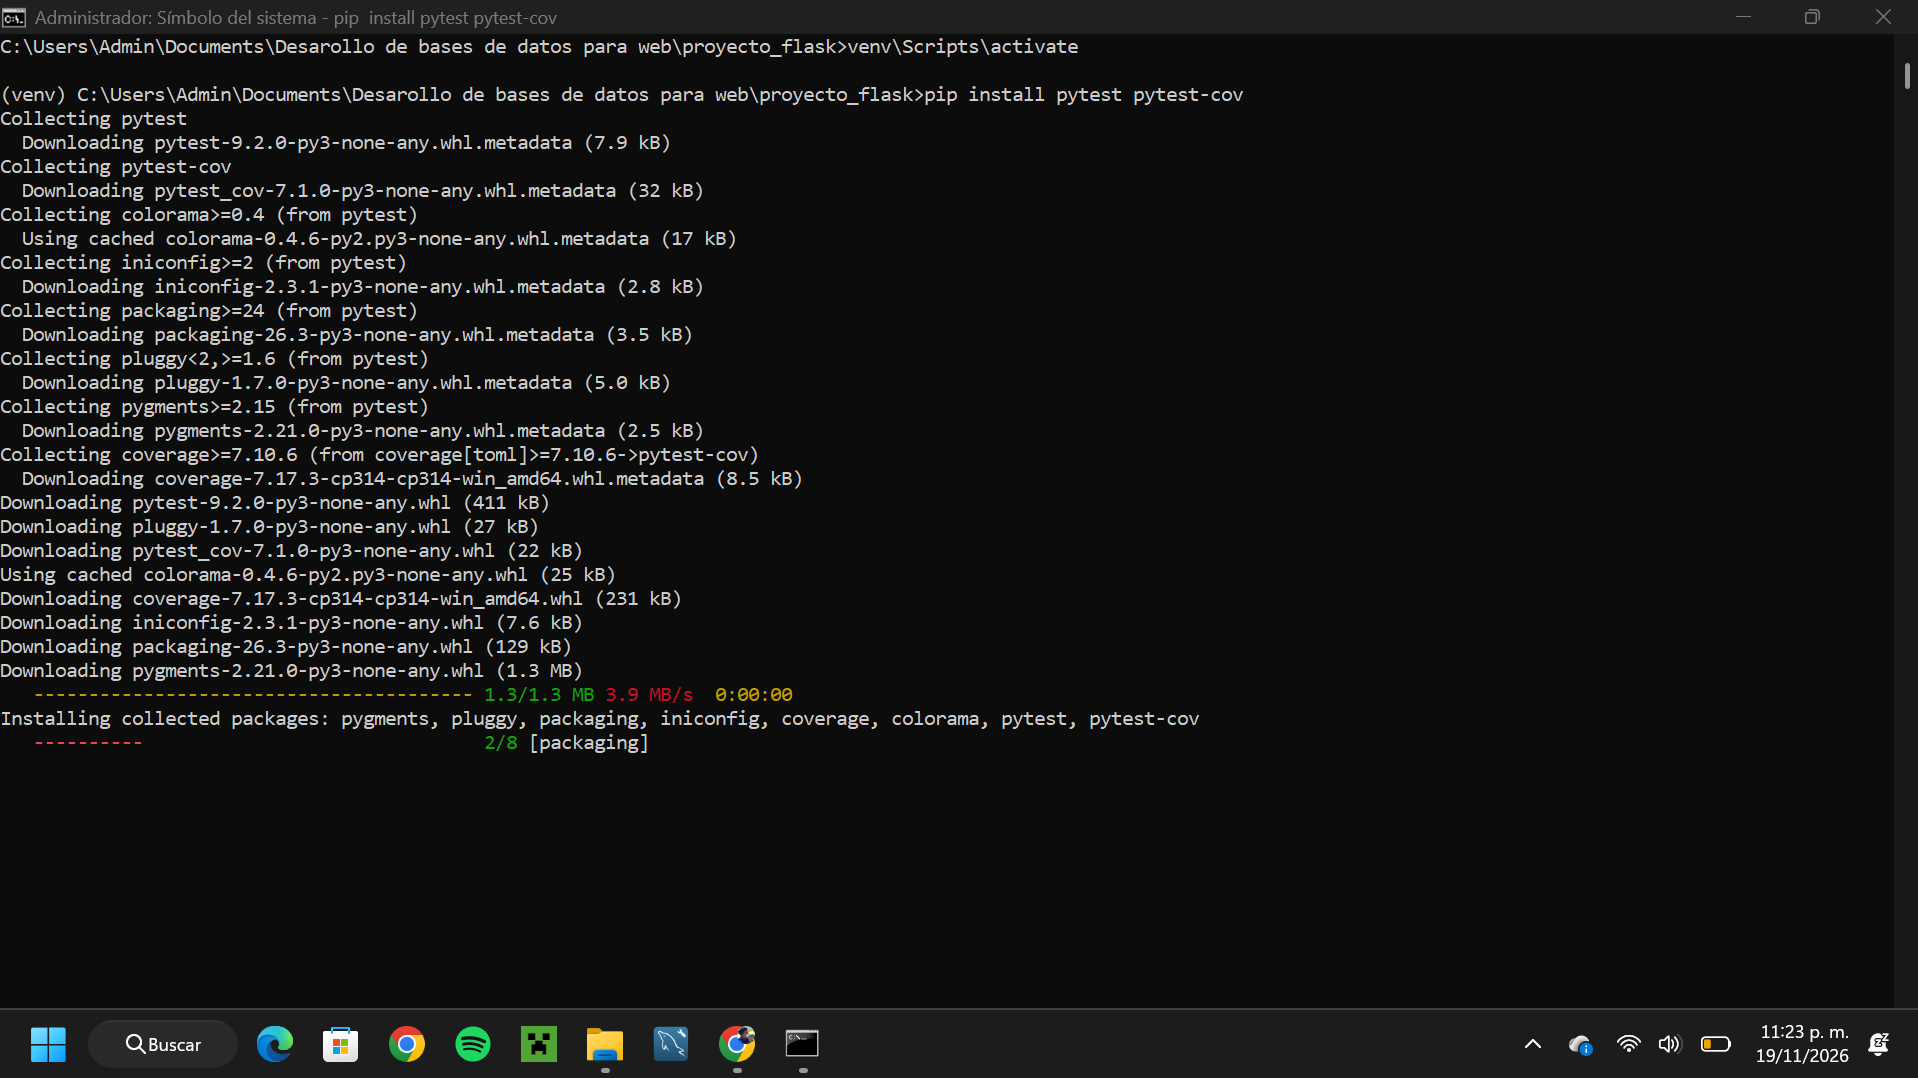 Administrador: Símbolo del sistema - pip  install pytest pytest-cov
C:\Users\Admin\Documents\Desarollo de bases de datos para web\proyecto_flask>venv\Scripts\activate
(venv) C:\Users\Admin\Documents\Desarollo de bases de datos para web\proyecto_flask>pip install pytest pytest-cov
Collecting pytest
  Downloading pytest-9.2.0-py3-none-any.whl.metadata (7.9 kB)
Collecting pytest-cov
  Downloading pytest_cov-7.1.0-py3-none-any.whl.metadata (32 kB)
Collecting colorama>=0.4 (from pytest)
  Using cached colorama-0.4.6-py2.py3-none-any.whl.metadata (17 kB)
Collecting iniconfig>=2 (from pytest)
  Downloading iniconfig-2.3.1-py3-none-any.whl.metadata (2.8 kB)
Collecting packaging>=24 (from pytest)
  Downloading packaging-26.3-py3-none-any.whl.metadata (3.5 kB)
Collecting pluggy<2,>=1.6 (from pytest)
  Downloading pluggy-1.7.0-py3-none-any.whl.metadata (5.0 kB)
Collecting pygments>=2.15 (from pytest)
  Downloading pygments-2.21.0-py3-none-any.whl.metadata (2.5 kB)
Collecting coverage>=7.10.6 (from coverage[toml]>=7.10.6->pytest-cov)
  Downloading coverage-7.17.3-cp314-cp314-win_amd64.whl.metadata (8.5 kB)
Downloading pytest-9.2.0-py3-none-any.whl (411 kB)
Downloading pluggy-1.7.0-py3-none-any.whl (27 kB)
Downloading pytest_cov-7.1.0-py3-none-any.whl (22 kB)
Using cached colorama-0.4.6-py2.py3-none-any.whl (25 kB)
Downloading coverage-7.17.3-cp314-cp314-win_amd64.whl (231 kB)
Downloading iniconfig-2.3.1-py3-none-any.whl (7.6 kB)
Downloading packaging-26.3-py3-none-any.whl (129 kB)
Downloading pygments-2.21.0-py3-none-any.whl (1.3 MB)
   ---------------------------------------- 1.3/1.3 MB 3.9 MB/s  0:00:00
Installing collected packages: pygments, pluggy, packaging, iniconfig, coverage, colorama, pytest, pytest-cov
   ----------                               2/8 [packaging]
Buscar
11:23 p. m.
19/11/2026